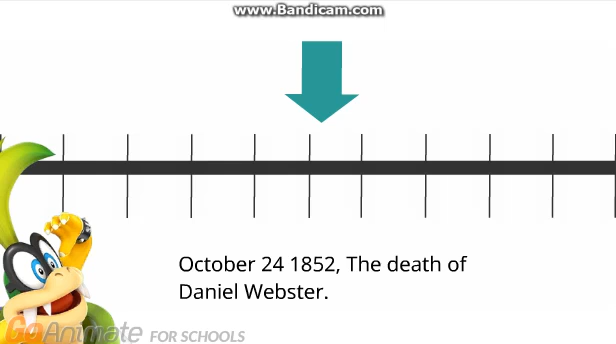 www.Bandicam.com
October 24 1852, The death of
Daniel Webster.
GoAnimate FOR SCHOOLS